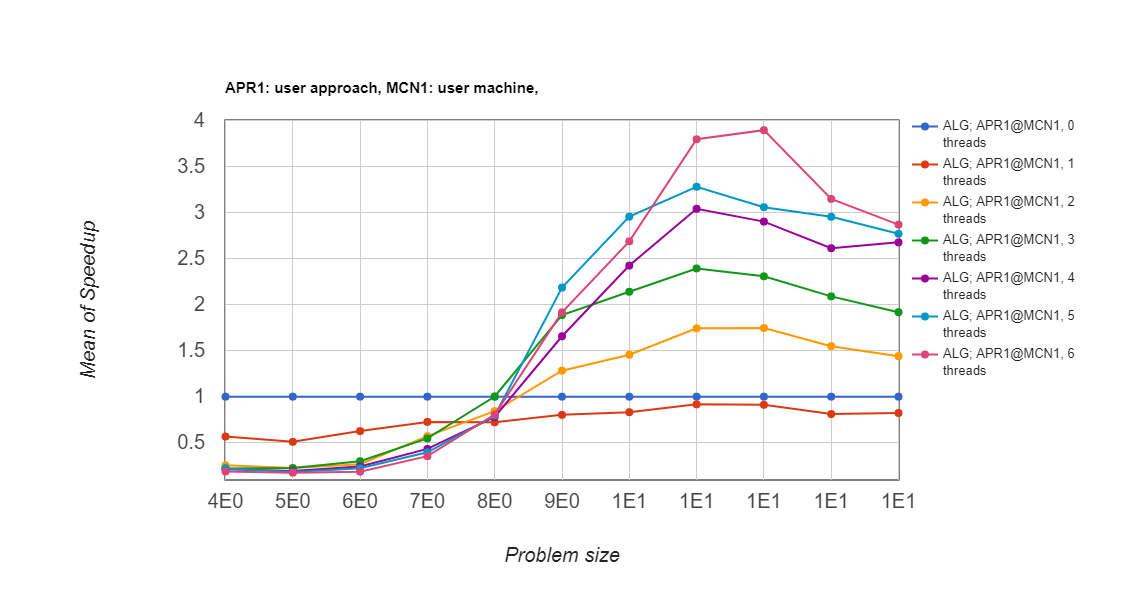 APR1: user approach, MCN1: user machine,
4
3.5
3
2.5
2
1.5
1
0.5
4E0 5E0 6E0 7E0 8E0 9E0 1E1 1E1 1E1 1E1 1E1
Problem size
Mean of Speedup
ALG; APR1@MCN1, 0
threads
ALG; APR1@MCN1, 1
threads
ALG; APR1@MCN1, 2
threads
ALG; APR1@MCN1, 3
threads
ALG; APR1@MCN1, 4
threads
ALG; APR1@MCN1, 5
threads
ALG; APR1@MCN1, 6
threads